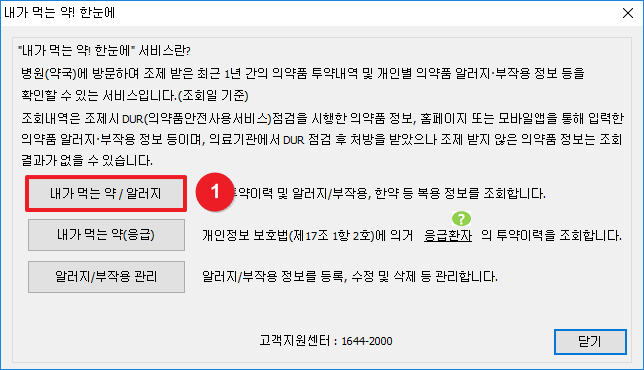 내가 먹는 약! 한눈에
"내가 먹는 약! 한눈에" 서비스란?
병원(약국)에 방문하여 조제 받은 최근 1년 간의 의약품 투약내역 및 개인별 의약품 알러지·부작용 정보 등을
확인할 수 있는 서비스입니다.(조회일 기준)
조회내역은 조제시 DUR(의약품안전사용서비스)점검을 시행한 의약품 정보, 홈페이지 또는 모바일앱을 통해 입력한
의약품 알러지·부작용 정보 등이며, 의료기관에서 DUR 점검 후 처방을 받았으나 조제 받지 않은 의약품 정보는 조회
결과가 없을 수 있습니다.
내가 먹는 약 / 알러지 1 투약이력 및 알러지/부작용, 한약 등 복용 정보를 조회합니다.
?
내가 먹는 약(응급) 개인정보 보호법(제17조 1항 2호)에 의거 응급환자 의 투약이력을 조회합니다.
알러지/부작용 관리 알러지/부작용 정보를 등록, 수정 및 삭제 등 관리합니다.
고객지원센터 : 1644-2000
닫기